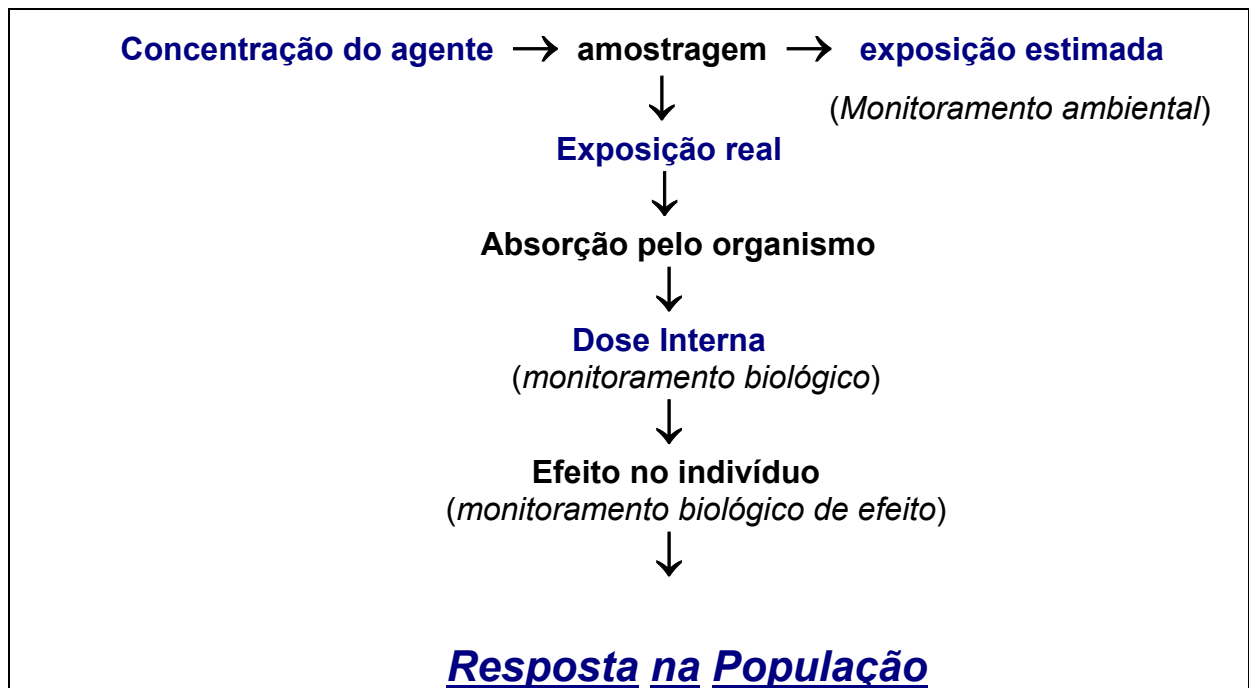 Concentração do agente → amostragem → exposição estimada
(Monitoramento ambiental)
Exposição real
Absorção pelo organismo
Dose Interna
(monitoramento biológico)
Efeito no indivíduo
(monitoramento biológico de efeito)
Resposta na População